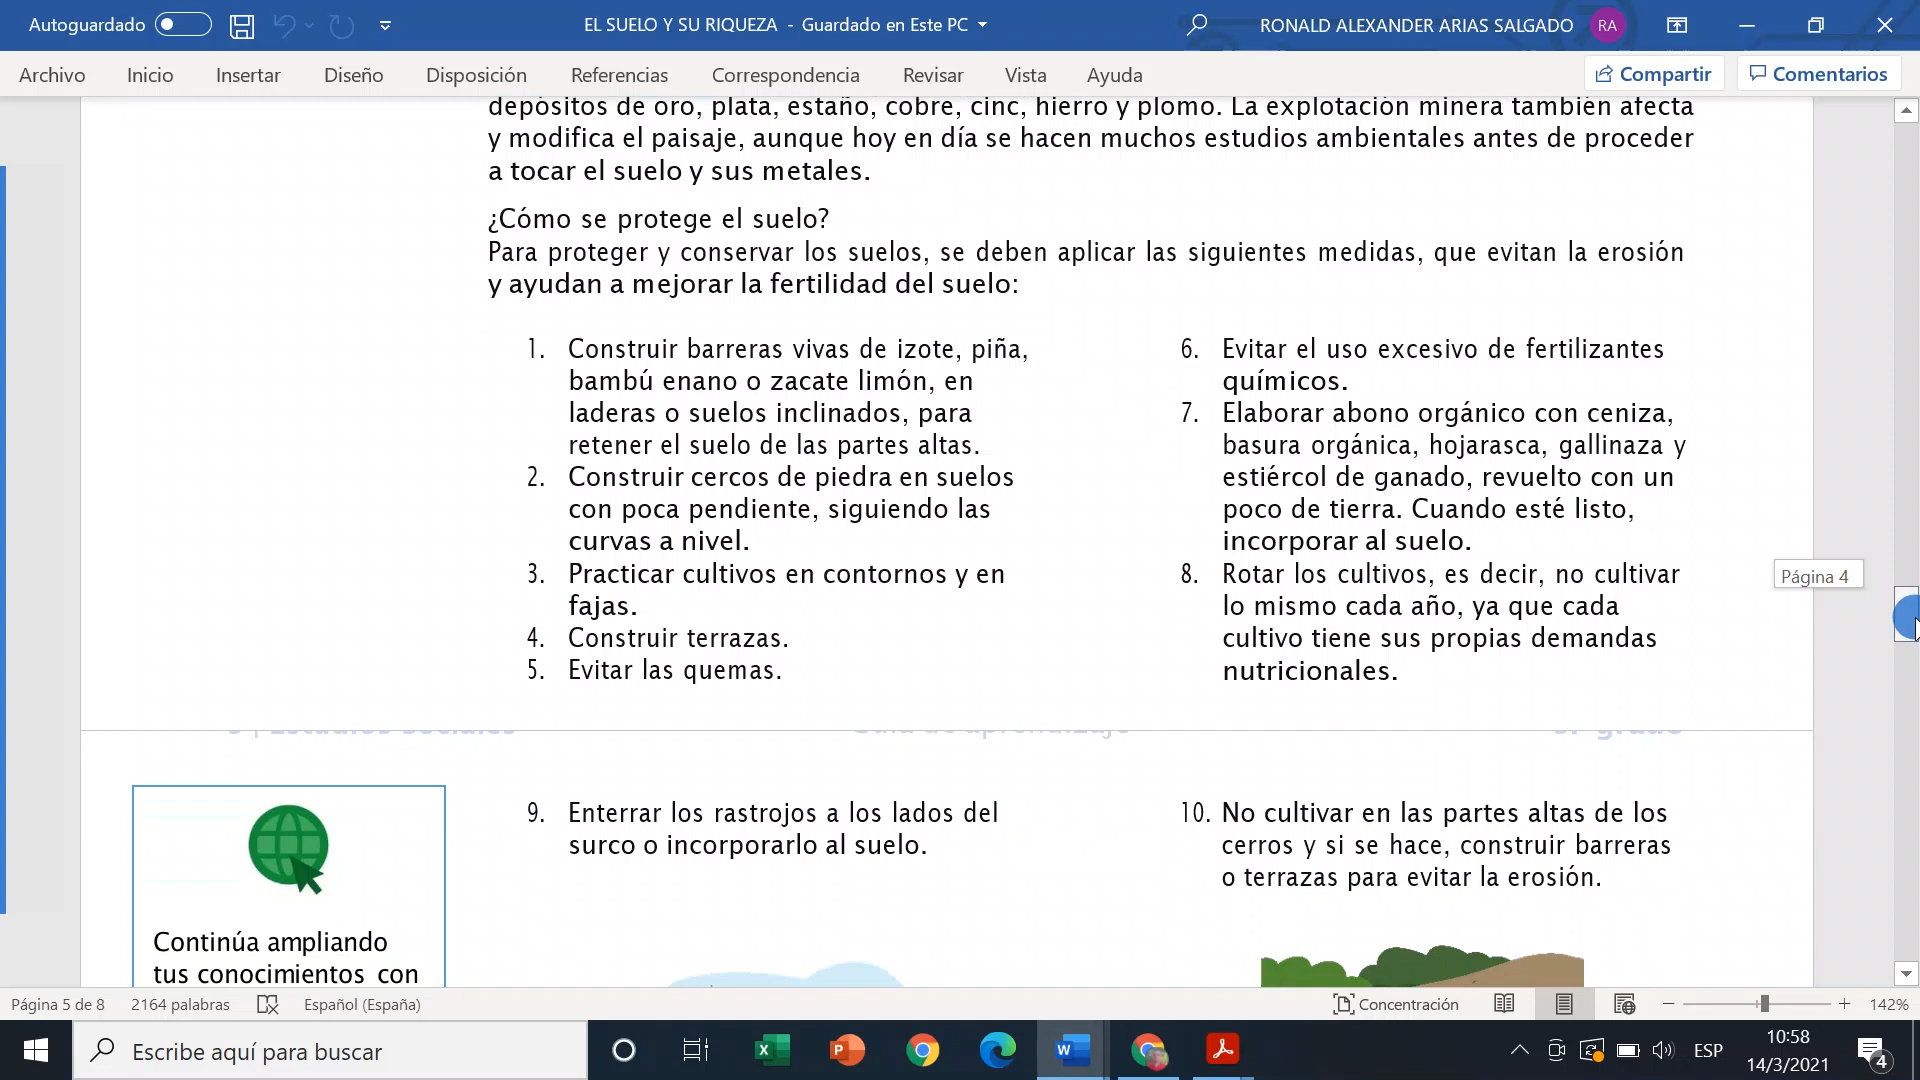 Autoguardado
EL SUELO Y SU RIQUEZA - Guardado en Este PC
RONALD ALEXANDER ARIAS SALGADO
RA
Archivo Inicio Insertar Diseño Disposición Referencias Correspondencia Revisar Vista Ayuda
Compartir Comentarios
depósitos de oro, plata, estaño, cobre, cinc, hierro y plomo. La explotación minera también afecta
y modifica el paisaje, aunque hoy en día se hacen muchos estudios ambientales antes de proceder
a tocar el suelo y sus metales.
¿Cómo se protege el suelo?
Para proteger y conservar los suelos, se deben aplicar las siguientes medidas, que evitan la erosión
y ayudan a mejorar la fertilidad del suelo:
1. Construir barreras vivas de izote, piña,
bambú enano o zacate limón, en
laderas o suelos inclinados, para
retener el suelo de las partes altas.
2. Construir cercos de piedra en suelos
con poca pendiente, siguiendo las
curvas a nivel.
3. Practicar cultivos en contornos y en
fajas.
4. Construir terrazas.
5. Evitar las quemas.
6. Evitar el uso excesivo de fertilizantes
químicos.
7. Elaborar abono orgánico con ceniza,
basura orgánica, hojarasca, gallinaza y
estiércol de ganado, revuelto con un
poco de tierra. Cuando esté listo,
incorporar al suelo.
8. Rotar los cultivos, es decir, no cultivar
lo mismo cada año, ya que cada
cultivo tiene sus propias demandas
nutricionales.
Página 4
| Estudios Sociales Guía de aprendizaje grado
9. Enterrar los rastrojos a los lados del
surco o incorporarlo al suelo.
10. No cultivar en las partes altas de los
cerros y si se hace, construir barreras
o terrazas para evitar la erosión.
Continúa ampliando
tus conocimientos con
Página 5 de 8 2164 palabras Español (España)
Concentración
142%
Escribe aquí para buscar
ESP
10:58
14/3/2021
4